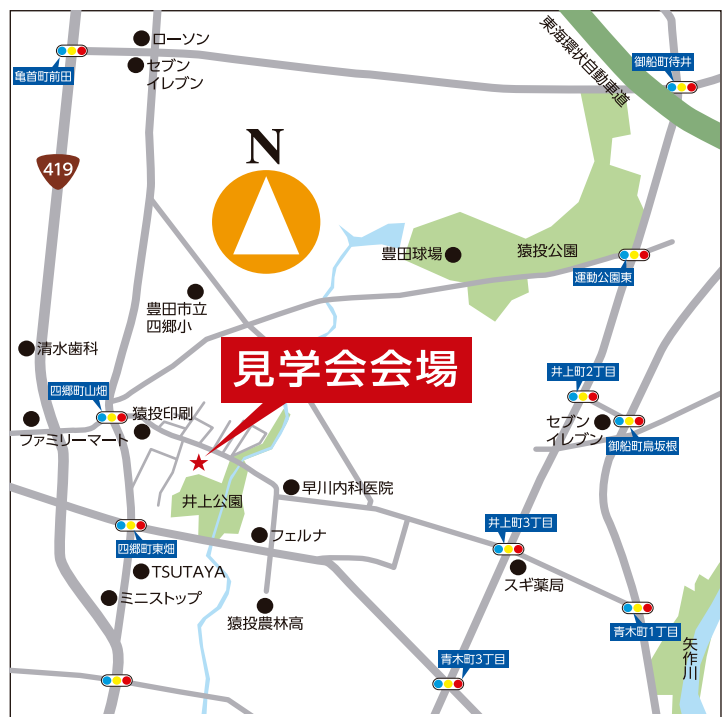 ローソン
セブン
イレブン
亀首町前田
東海環状自動車道
御船町待井
419
N
豊田球場
猿投公園
運動公園東
豊田市立
四郷小
清水歯科
見学会会場
四郷町山畑
猿投印刷
ファミリーマート
井上町2丁目
セブン
イレブン
御船町鳥坂根
井上公園
早川内科医院
フェルナ
井上町3丁目
四郷町東畑
TSUTAYA
ミニストップ
スギ薬局
猿投農林高
青木町1丁目
青木町3丁目
矢作川